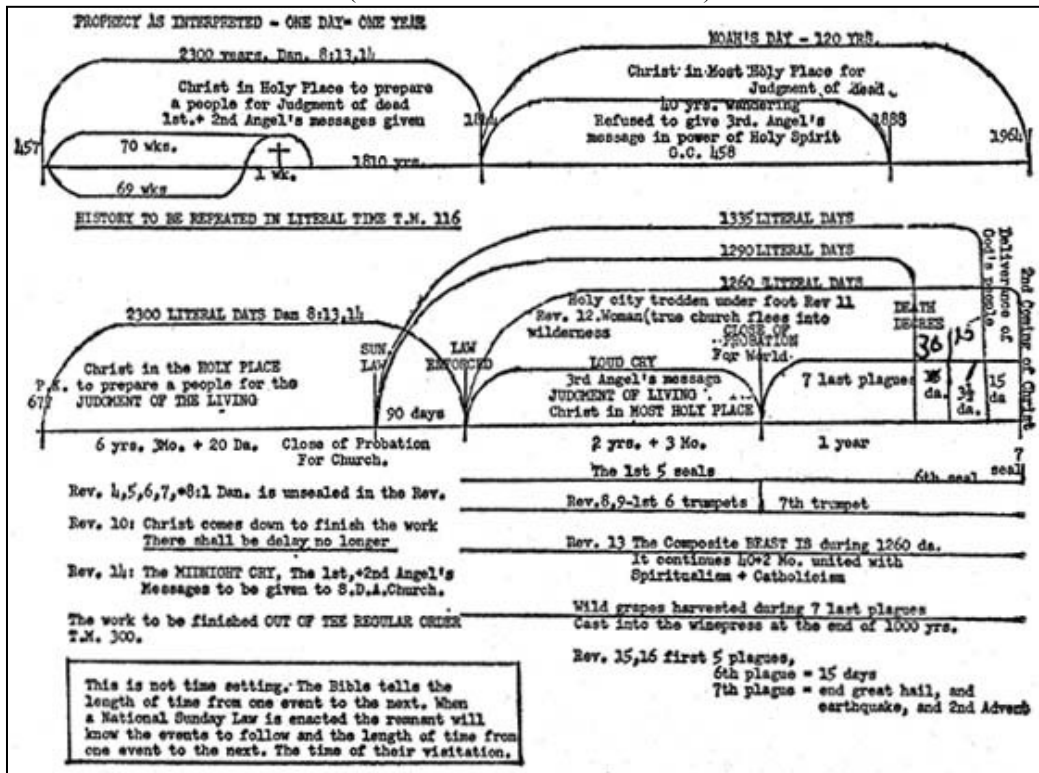 PROPHECY AS INTERPRETED - ONE DAY= ONE YEAR
2300 years. Dan. 8:13,14
Christ in Holy Place to prepare
a people for Judgment of dead
1st.+ 2nd Angel's messages given
457
70 wks.
1 wk.
69 wks
1810 yrs.
NOAH'S DAY - 120 YRS.
Christ in Most Holy Place for
Judgment of dead.
40 yrs. wandering
Refused to give 3rd. Angel's
message in power of Holy Spirit
G.C. 458
1888
1964
HISTORY TO BE REPEATED IN LITERAL TIME T.M. 116
1335 LITERAL DAYS
1290 LITERAL DAYS
1260 LITERAL DAYS
Holy city trodden under foot Rev 11
Rev. 12.Woman(true church flees into
wilderness
2300 LITERAL DAYS Dan 8:13,14
Christ in the HOLY PLACE
P.K. to prepare a people for the
677 JUDGMENT OF THE LIVING
SUN.
LAW
LAW
ENFORCED
90 days
LOUD CRY
3rd Angel's message
JUDGMENT OF LIVING
Christ in MOST HOLY PLACE
CLOSE OF
PROBATION
For World
7 last plagues
DEATH
DECREE
36
da.
15
3½
da.
15
da
Deliverance of
God's people
2nd Coming of Christ
6 yrs. 3Mo. + 20 Da.
Close of Probation
For Church.
2 yrs. + 3 Mo.
1 year
The 1st 5 seals
6th seal
7
seal
Rev.8,9-1st 6 trumpets
7th trumpet
Rev. 4,5,6,7,+8:1 Dan. is unsealed in the Rev.
Rev. 10: Christ comes down to finish the work
There shall be delay no longer
Rev. 14: The MIDNIGHT CRY, The 1st,+2nd Angel's
Messages to be given to S.D.A.Church.
The work to be finished OUT OF THE REGULAR ORDER
T.M. 300.
Rev. 13 The Composite BEAST IS during 1260 da.
It continues 40+2 Mo. united with
Spiritualism + Catholicism
Wild grapes harvested during 7 last plagues
Cast into the winepress at the end of 1000 yrs.
Rev. 15,16 first 5 plagues,
6th plague = 15 days
7th plague = end great hail, and
earthquake, and 2nd Advent
This is not time setting. The Bible tells the
length of time from one event to the next. When
a National Sunday Law is enacted the remnant will
know the events to follow and the length of time from
one event to the next. The time of their visitation.